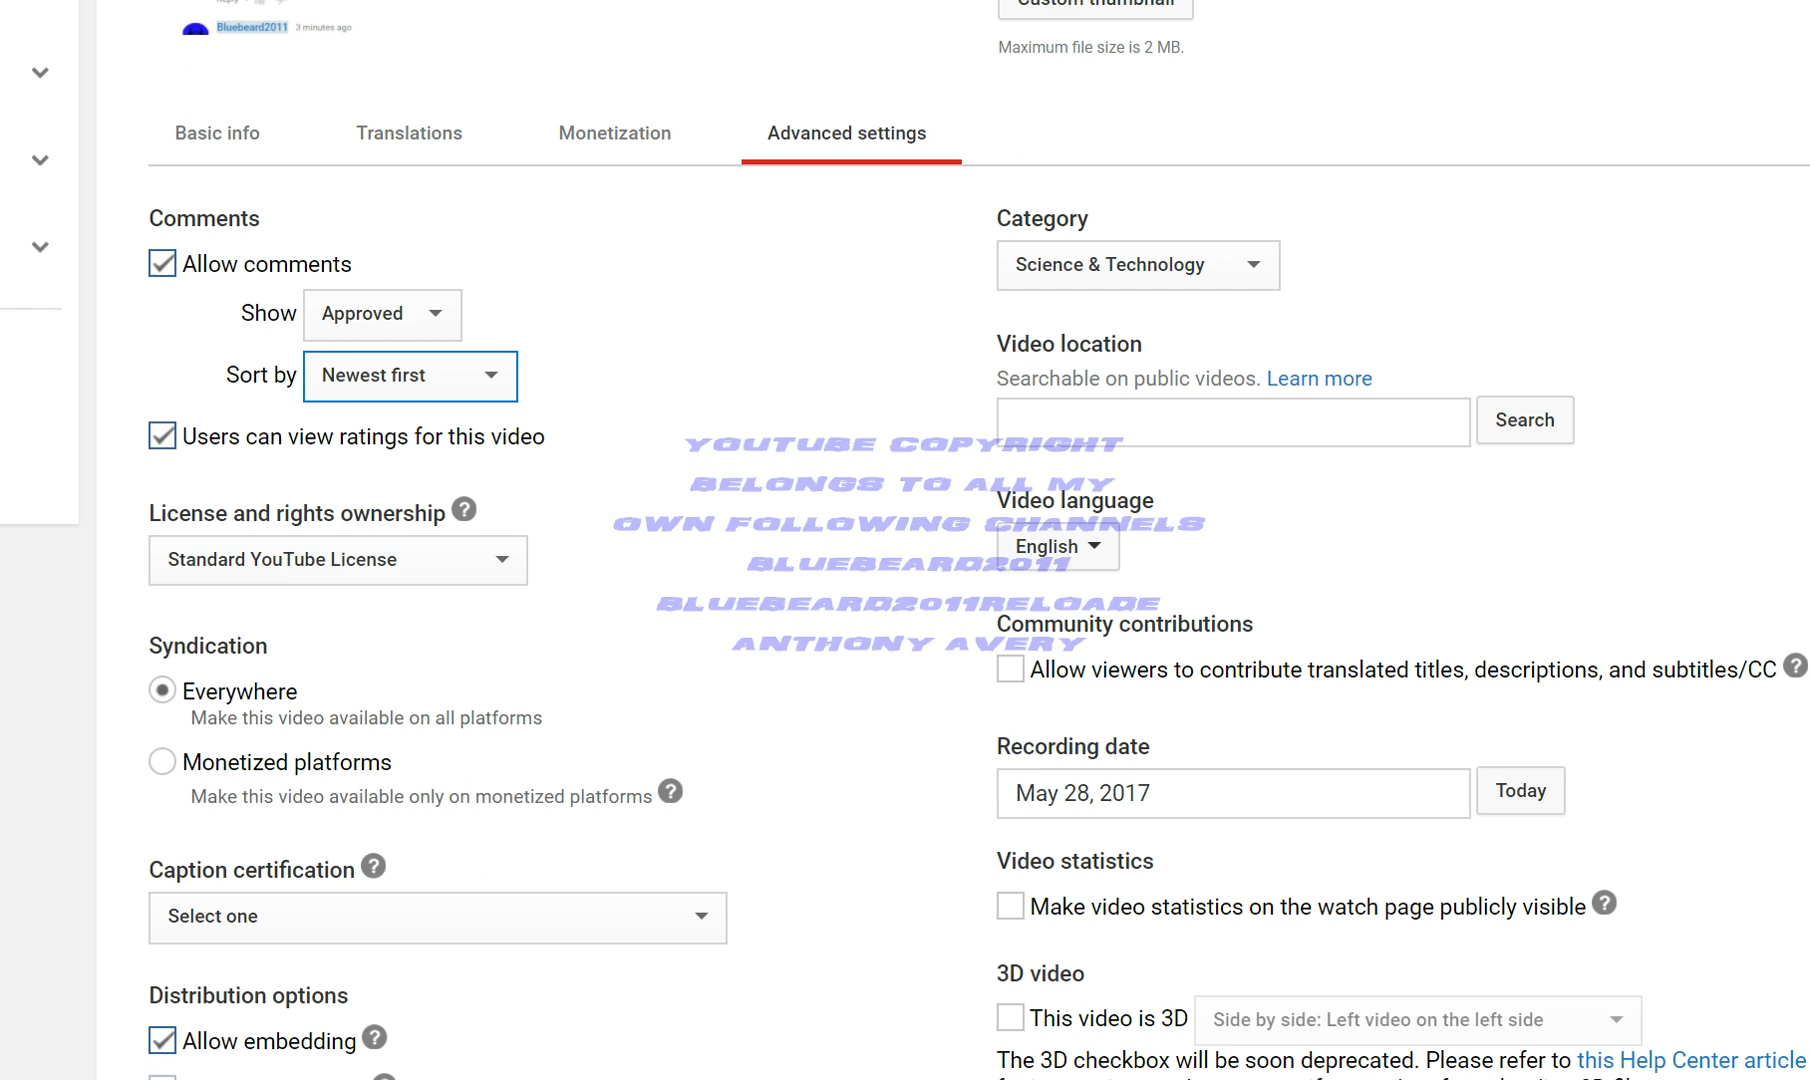 Bluebeard2011 3 minutes ago
Custom thumbnail
Maximum file size is 2 MB.
Basic info
Translations
Monetization
Advanced settings
Comments
Allow comments
Show Approved
Sort by Newest first
Users can view ratings for this video
License and rights ownership ?
Standard YouTube License
Syndication
Everywhere
Make this video available on all platforms
Monetized platforms
Make this video available only on monetized platforms ?
Caption certification ?
Select one
Distribution options
Allow embedding ?
YOUTUBE COPYRIGHT
BELONGS TO ALL MY
OWN FOLLOWING CHANNELS
BLUEBEARD2011
BLUEBEARD2011RELOADE
ANTHONY AVERY
Category
Science & Technology
Video location
Searchable on public videos. Learn more
Search
Video language
English
Community contributions
Allow viewers to contribute translated titles, descriptions, and subtitles/CC ?
Recording date
May 28, 2017 Today
Video statistics
Make video statistics on the watch page publicly visible ?
3D video
This video is 3D Side by side: Left video on the left side
The 3D checkbox will be soon deprecated. Please refer to this Help Center article